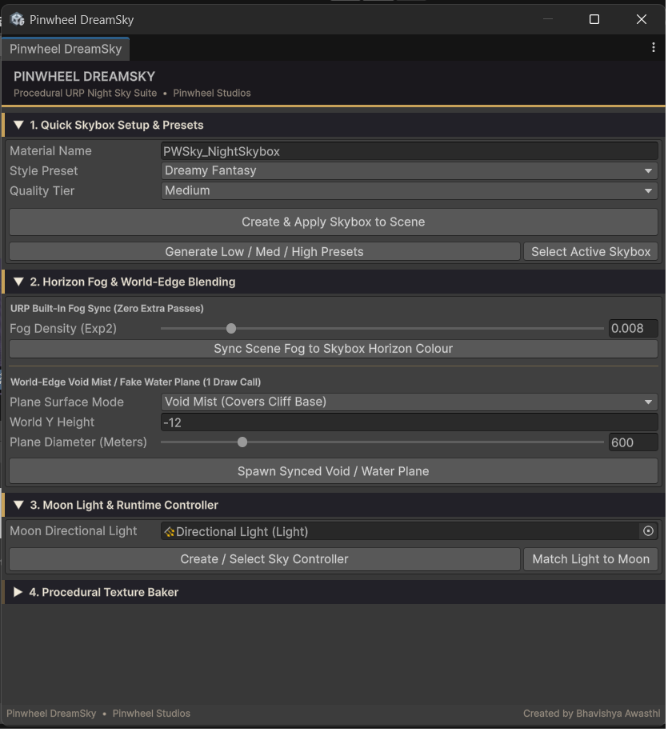 Pinwheel DreamSky
Pinwheel DreamSky
PINWHEEL DREAMSKY
Procedural URP Night Sky Suite • Pinwheel Studios
▼ 1. Quick Skybox Setup & Presets
Material Name PWSky_NightSkybox
Style Preset Dreamy Fantasy
Quality Tier Medium
Create & Apply Skybox to Scene
Generate Low / Med / High Presets Select Active Skybox
▼ 2. Horizon Fog & World-Edge Blending
URP Built-In Fog Sync (Zero Extra Passes)
Fog Density (Exp2) 0.008
Sync Scene Fog to Skybox Horizon Colour
World-Edge Void Mist / Fake Water Plane (1 Draw Call)
Plane Surface Mode Void Mist (Covers Cliff Base)
World Y Height -12
Plane Diameter (Meters) 600
Spawn Synced Void / Water Plane
▼ 3. Moon Light & Runtime Controller
Moon Directional Light Directional Light (Light)
Create / Select Sky Controller Match Light to Moon
▶ 4. Procedural Texture Baker
Pinwheel DreamSky • Pinwheel Studios Created by Bhavishya Awasthi